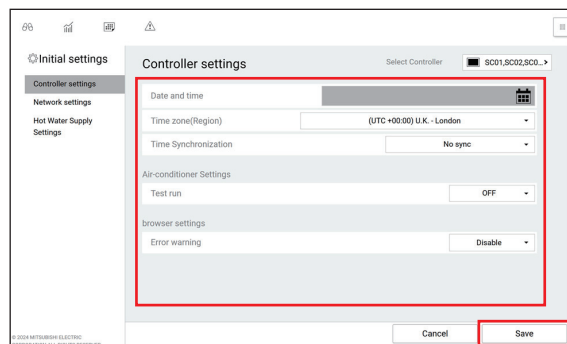 Initial settings
Controller settings
Select Controller
SC01,SC02,SC0..
Controller settings
Network settings
Hot Water Supply
Settings
Date and time
Time zone(Region)
(UTC +00:00) U.K. - London
Time Synchronization
No sync
Air-conditioner Settings
Test run
OFF
browser settings
Error warning
Disable
Cancel
Save
© 2024 MITSUBISHI ELECTRIC